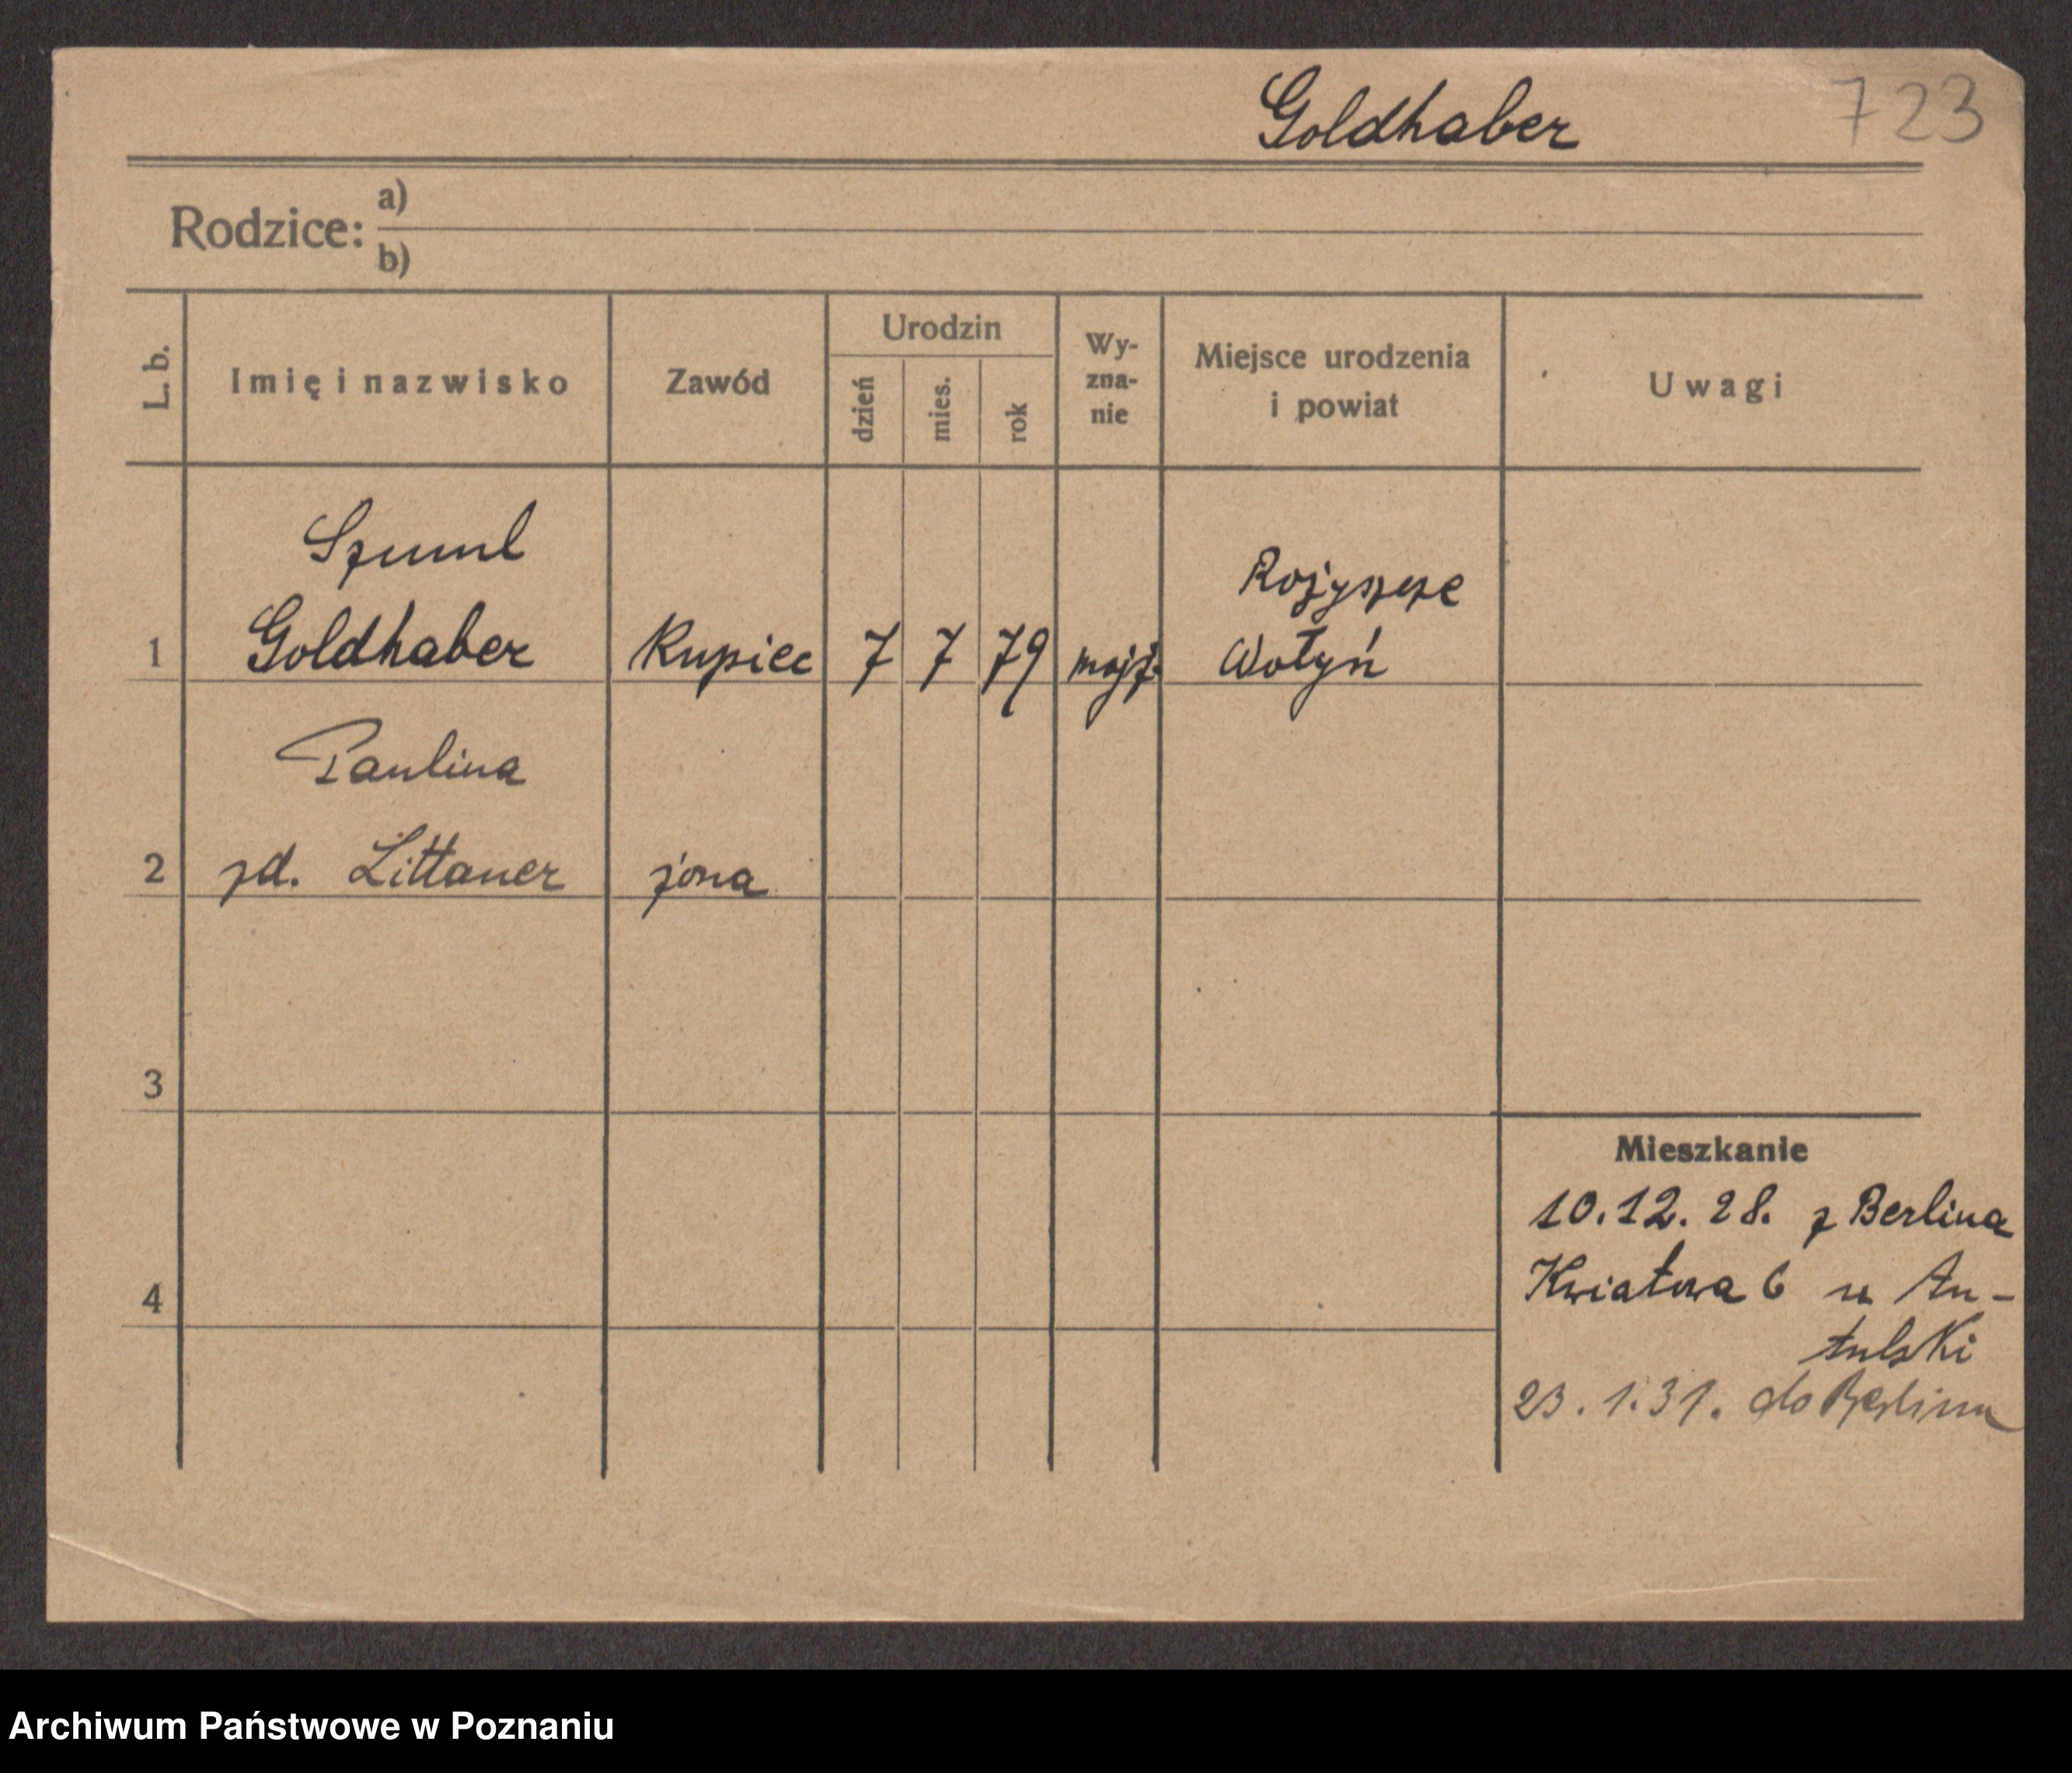 Goldhaber 723
Rodzice: a)
b)
L. b.
Imię i nazwisko
Zawód
Urodzin
dzień
mies.
rok
Wy-
zna-
nie
Miejsce urodzenia
i powiat
Uwagi
Szuml
Goldhaber
1
Kupiec
7 7 79
mojż.
Rożyszcze
Wołyń
Paulina
2 zd. Littauer żona
3
4
Mieszkanie
10.12.28. z Berlina
Kwiatowa 6 u An-
tulski
23.1.31. do Berlina
Archiwum Państwowe w Poznaniu